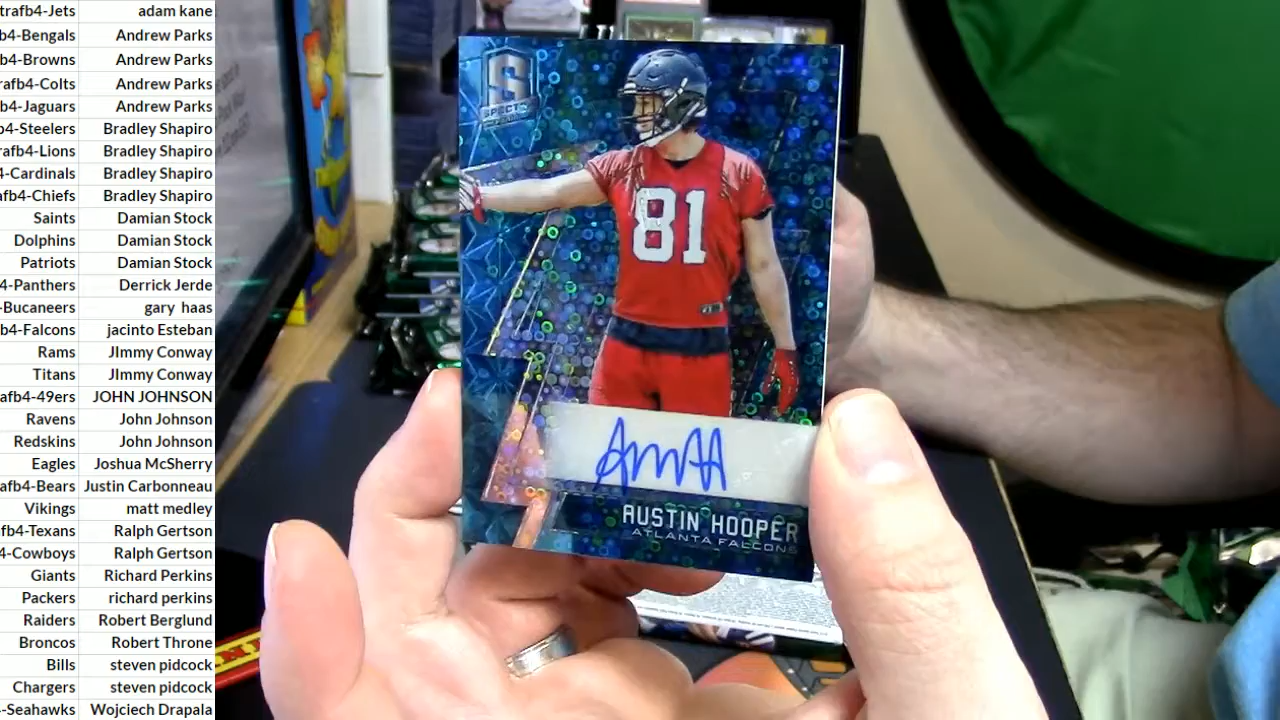 trafb4-Jets adam kane
b4-Bengals Andrew Parks
b4-Browns Andrew Parks
rafb4-Colts Andrew Parks
b4-Jaguars Andrew Parks
b4-Steelers Bradley Shapiro
rafb4-Lions Bradley Shapiro
4-Cardinals Bradley Shapiro
afb4-Chiefs Bradley Shapiro
Saints Damian Stock
Dolphins Damian Stock
Patriots Damian Stock
4-Panthers Derrick Jerde
-Bucaneers gary haas
b4-Falcons jacinto Esteban
Rams JImmy Conway
Titans JImmy Conway
afb4-49ers JOHN JOHNSON
Ravens John Johnson
Redskins John Johnson
Eagles Joshua McSherry
afb4-Bears Justin Carbonneau
Vikings matt medley
fb4-Texans Ralph Gertson
4-Cowboys Ralph Gertson
Giants Richard Perkins
Packers richard perkins
Raiders Robert Berglund
Broncos Robert Throne
Bills steven pidcock
Chargers steven pidcock
-Seahawks Wojciech Drapala
S
81
AUSTIN HOOPER
ATLANTA FALCONS